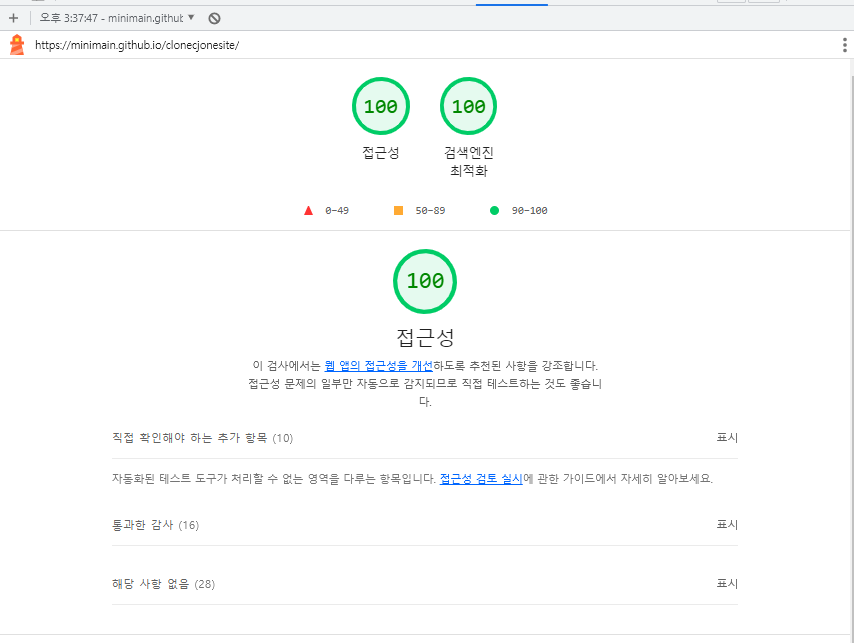 + 오후 3:37:47 - minimain.github ▼
https://minimain.github.io/clonecjonesite/
100 100
접근성 검색엔진
최적화
0–49 50–89 90–100
100
접근성
이 검사에서는 웹 앱의 접근성을 개선하도록 추천된 사항을 강조합니다.
접근성 문제의 일부만 자동으로 감지되므로 직접 테스트하는 것도 좋습니
다.
직접 확인해야 하는 추가 항목 (10) 표시
자동화된 테스트 도구가 처리할 수 없는 영역을 다루는 항목입니다. 접근성 검토 실시에 관한 가이드에서 자세히 알아보세요.
통과한 감사 (16) 표시
해당 사항 없음 (28) 표시